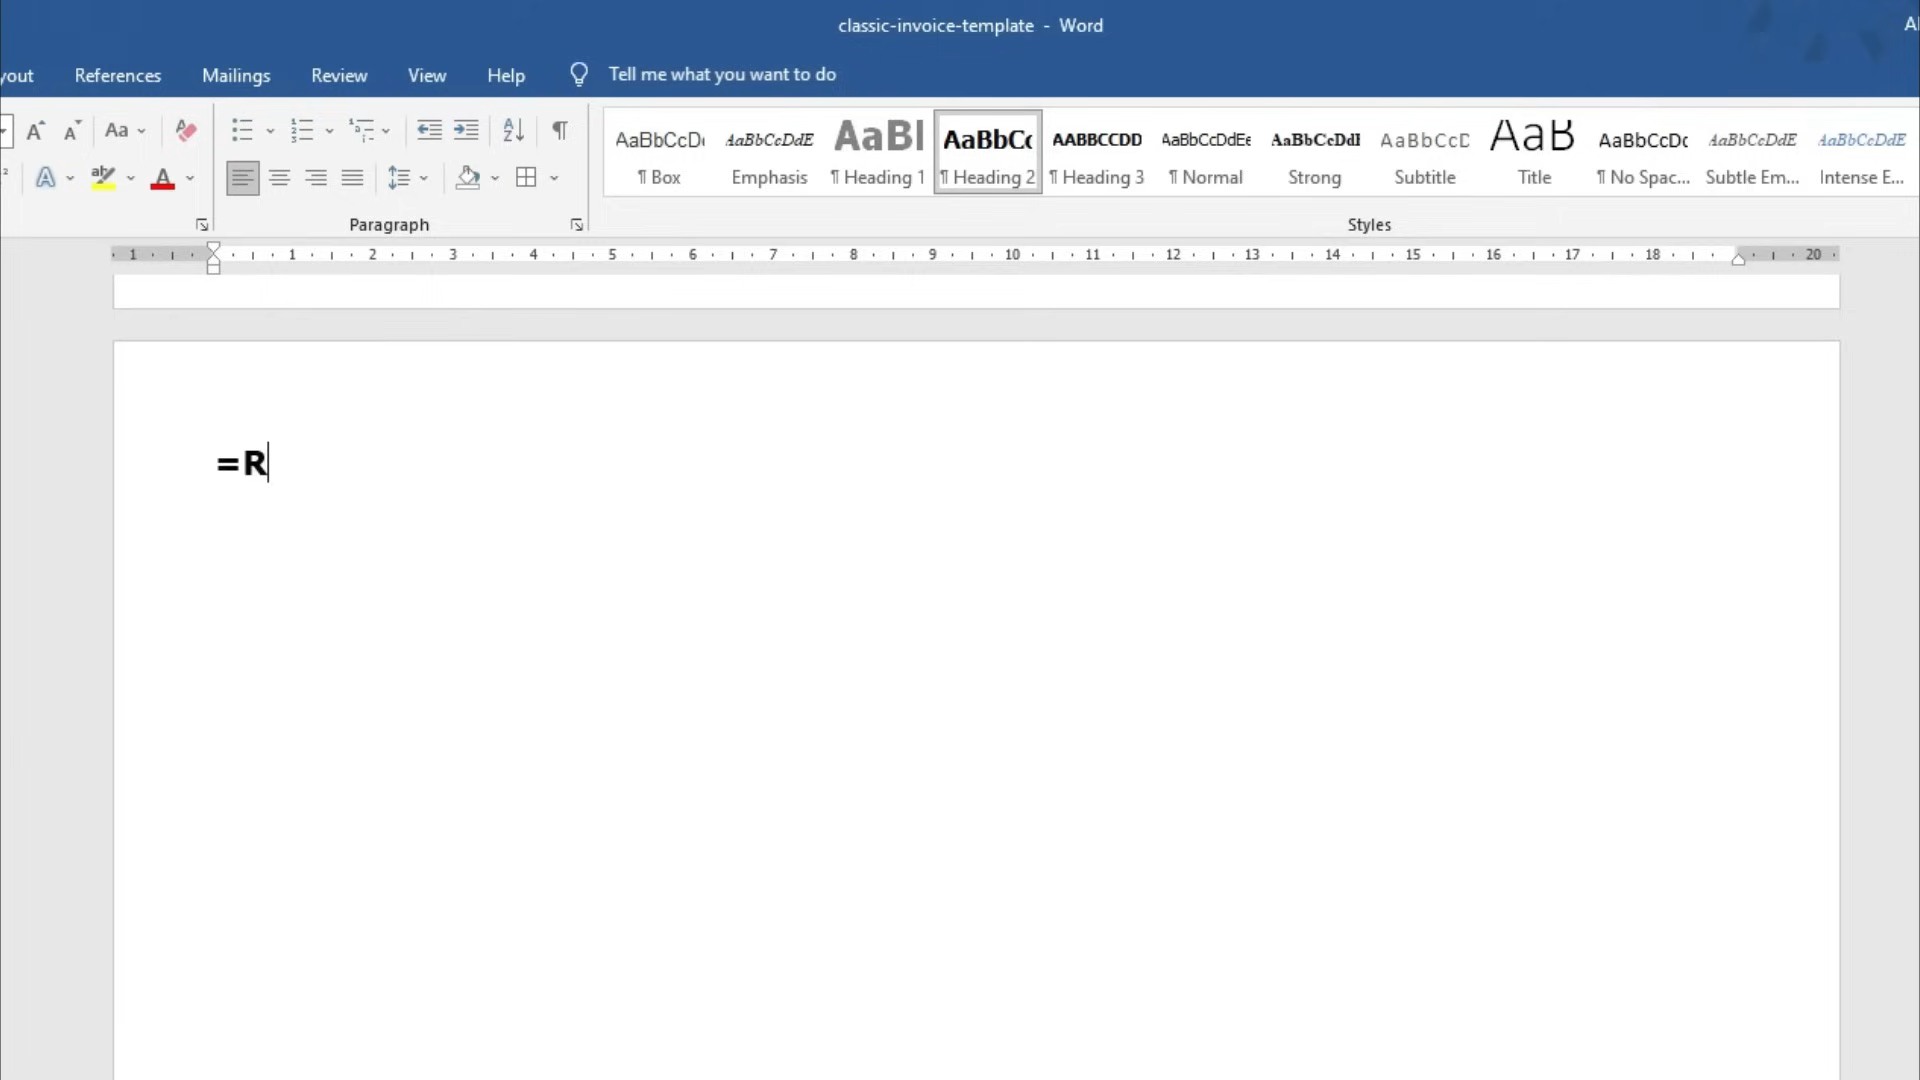 classic-invoice-template - Word
yout References Mailings Review View Help Tell me what you want to do
Aa
AaBbCcDc AaBbCcDdE AaBl AaBbCc AABBCCDD AaBbCcDdEe AaBbCcDdI AaBbCcD AaB AaBbCcDc AaBbCcDdE AaBbCcDdE
¶ Box Emphasis ¶ Heading 1 ¶ Heading 2 ¶ Heading 3 ¶ Normal Strong Subtitle Title ¶ No Spac... Subtle Em... Intense E...
Paragraph Styles
1 1 2 3 4 5 6 7 8 9 10 11 12 13 14 15 16 17 18 20
=R